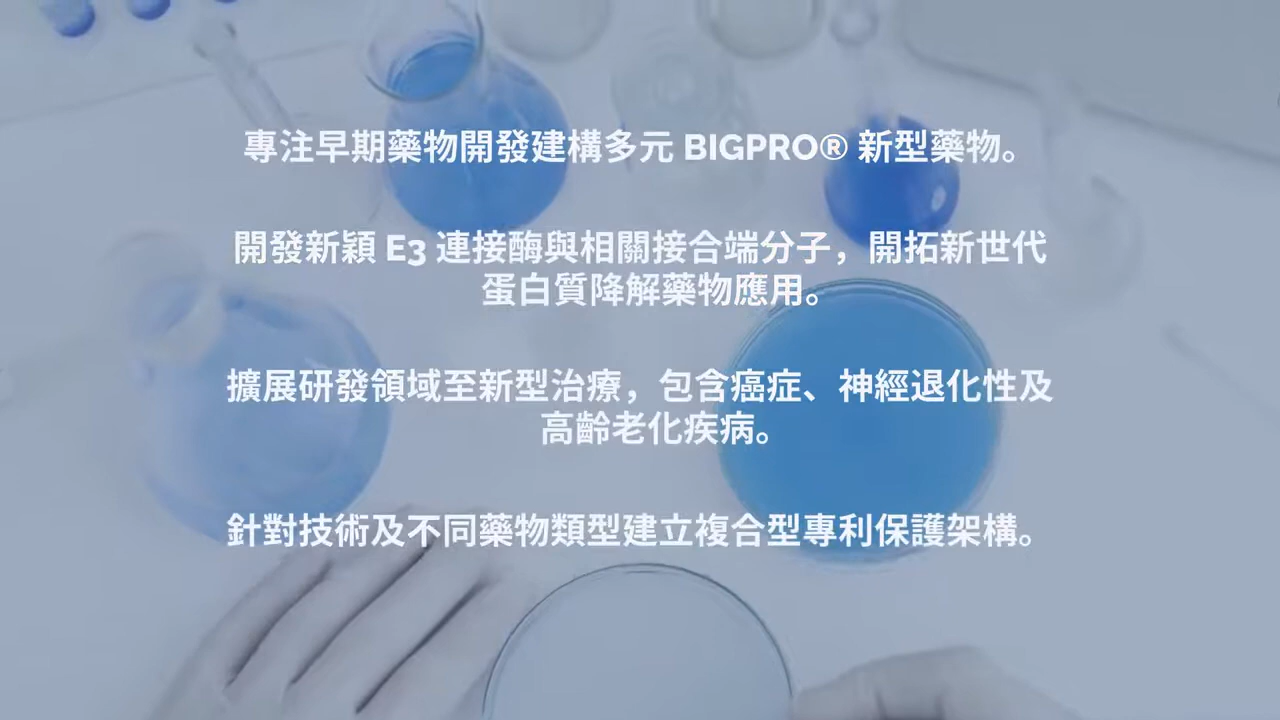 專注早期藥物開發建構多元 BIGPRO® 新型藥物。
開發新穎 E3 連接酶與相關接合端分子，開拓新世代
蛋白質降解藥物應用。
擴展研發領域至新型治療，包含癌症、神經退化性及
高齡老化疾病。
針對技術及不同藥物類型建立複合型專利保護架構。